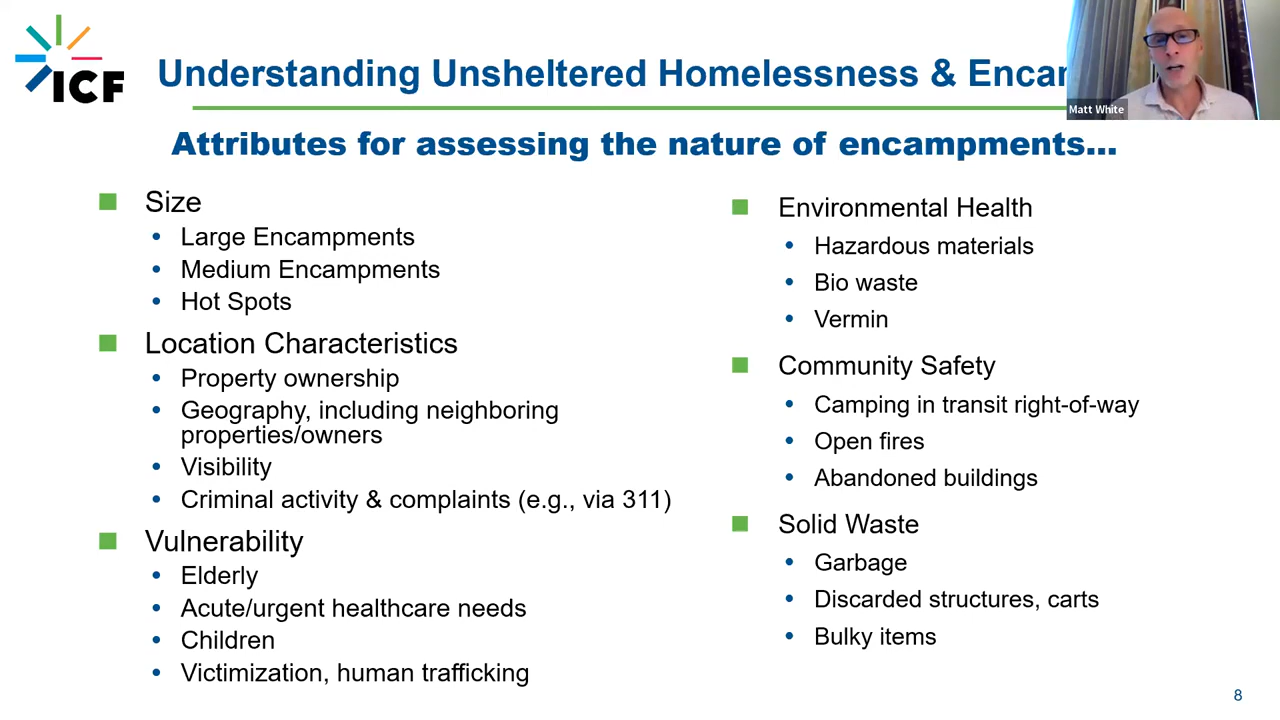 ICF
Understanding Unsheltered Homelessness &
Matt White
Attributes for assessing the nature of encampments...
Size
• Large Encampments
• Medium Encampments
• Hot Spots
Location Characteristics
• Property ownership
• Geography, including neighboring
properties/owners
• Visibility
• Criminal activity & complaints (e.g., via 311)
Vulnerability
• Elderly
• Acute/urgent healthcare needs
• Children
• Victimization, human trafficking
Environmental Health
• Hazardous materials
• Bio waste
• Vermin
Community Safety
• Camping in transit right-of-way
• Open fires
• Abandoned buildings
Solid Waste
• Garbage
• Discarded structures, carts
• Bulky items
8